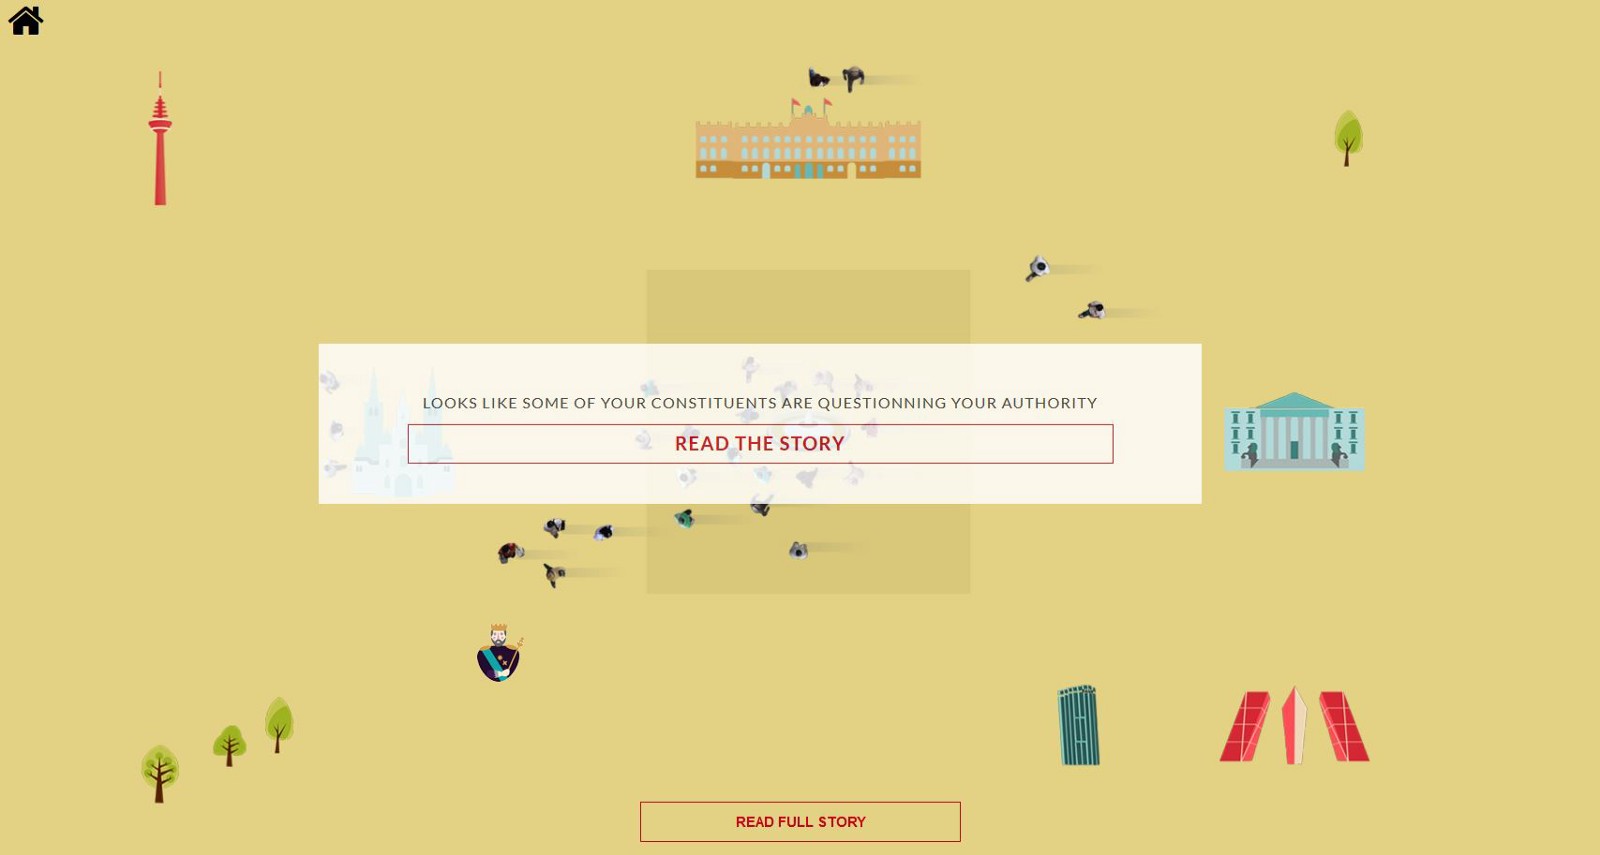 LOOKS LIKE SOME OF YOUR CONSTITUENTS ARE QUESTIONNING YOUR AUTHORITY
READ THE STORY
READ FULL STORY